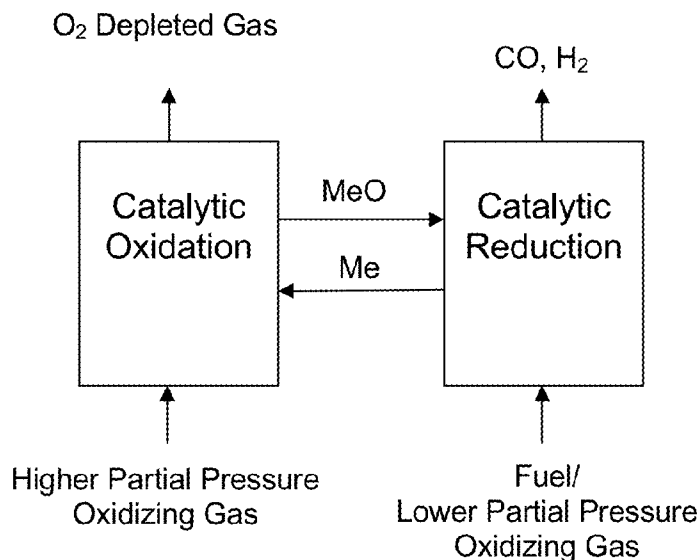 O₂ Depleted Gas
CO, H₂
Catalytic
Oxidation
MeO
Me
Catalytic
Reduction
Higher Partial Pressure
Oxidizing Gas
Fuel/
Lower Partial Pressure
Oxidizing Gas